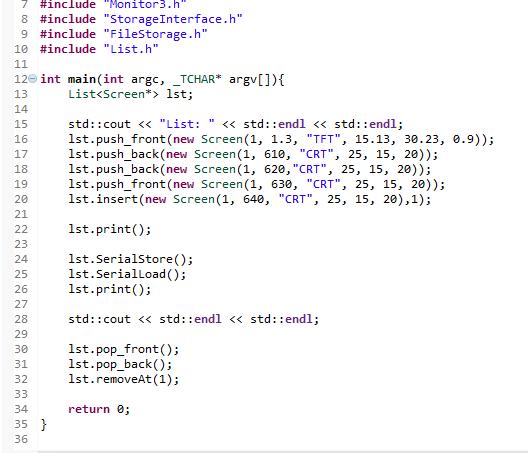 7 #include "Monitor3.h"
8 #include "StorageInterface.h"
9 #include "FileStorage.h"
10 #include "List.h"
11
12 int main(int argc, _TCHAR* argv[]){
13     List<Screen*> lst;
14
15     std::cout << "List: " << std::endl << std::endl;
16     lst.push_front(new Screen(1, 1.3, "TFT", 15.13, 30.23, 0.9));
17     lst.push_back(new Screen(1, 610, "CRT", 25, 15, 20));
18     lst.push_back(new Screen(1, 620,"CRT", 25, 15, 20));
19     lst.push_front(new Screen(1, 630, "CRT", 25, 15, 20));
20     lst.insert(new Screen(1, 640, "CRT", 25, 15, 20),1);
21
22     lst.print();
23
24     lst.SerialStore();
25     lst.SerialLoad();
26     lst.print();
27
28     std::cout << std::endl << std::endl;
29
30     lst.pop_front();
31     lst.pop_back();
32     lst.removeAt(1);
33
34     return 0;
35 }
36